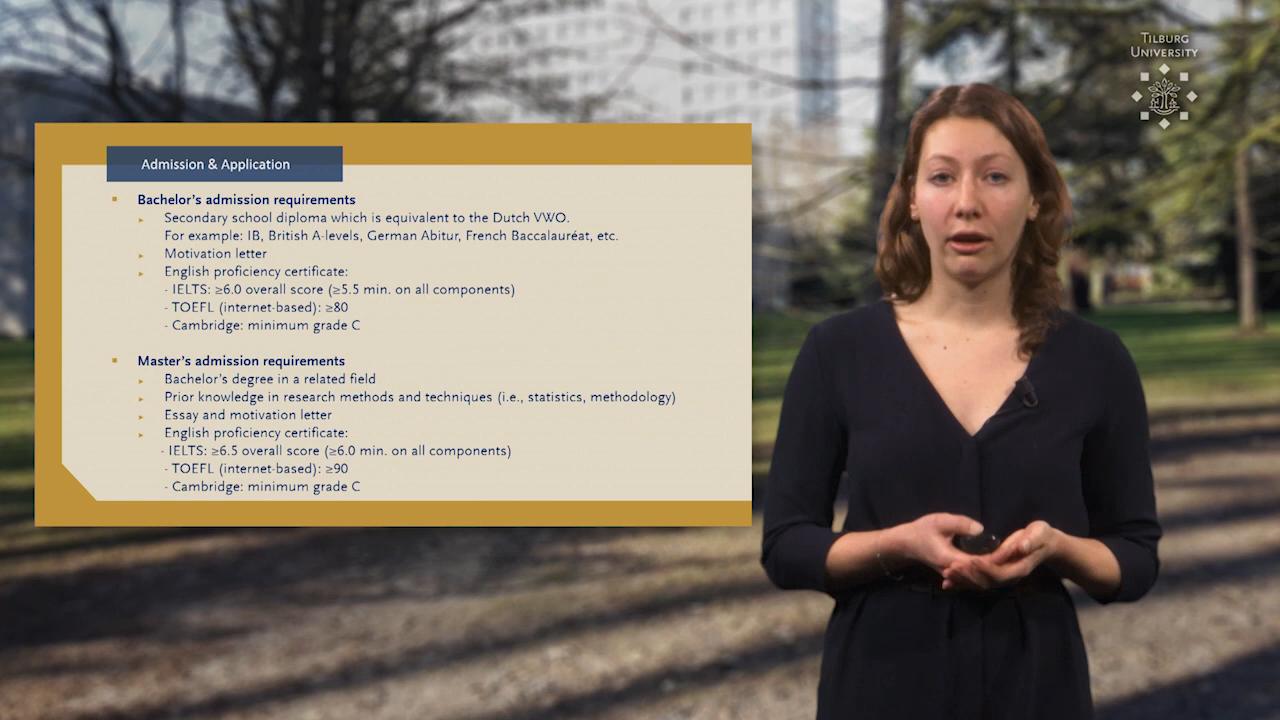 TILBURG
UNIVERSITY
Admission & Application
▪ Bachelor's admission requirements
▸ Secondary school diploma which is equivalent to the Dutch VWO.
For example: IB, British A-levels, German Abitur, French Baccalauréat, etc.
▸ Motivation letter
▸ English proficiency certificate:
- IELTS: ≥6.0 overall score (≥5.5 min. on all components)
- TOEFL (internet-based): ≥80
- Cambridge: minimum grade C
▪ Master's admission requirements
▸ Bachelor's degree in a related field
▸ Prior knowledge in research methods and techniques (i.e., statistics, methodology)
▸ Essay and motivation letter
▸ English proficiency certificate:
- IELTS: ≥6.5 overall score (≥6.0 min. on all components)
- TOEFL (internet-based): ≥90
- Cambridge: minimum grade C